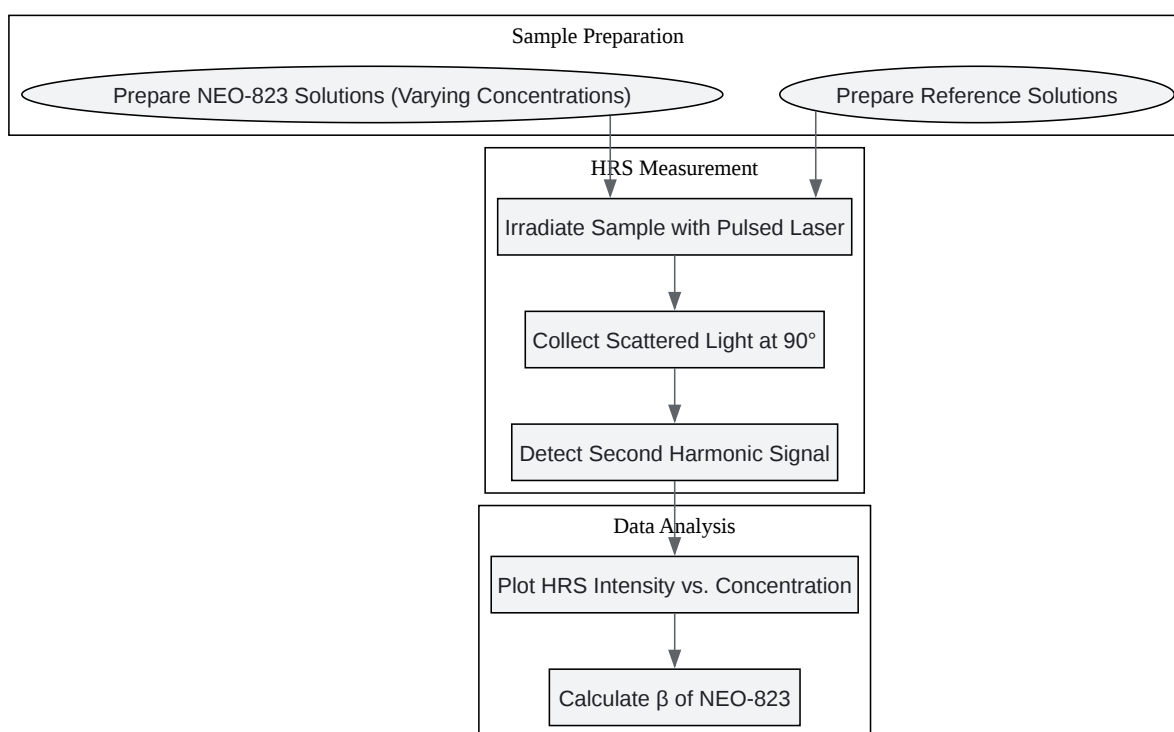 Sample Preparation
Prepare NEO-823 Solutions (Varying Concentrations)
Prepare Reference Solutions
HRS Measurement
Irradiate Sample with Pulsed Laser
Collect Scattered Light at 90°
Detect Second Harmonic Signal
Data Analysis
Plot HRS Intensity vs. Concentration
Calculate β of NEO-823